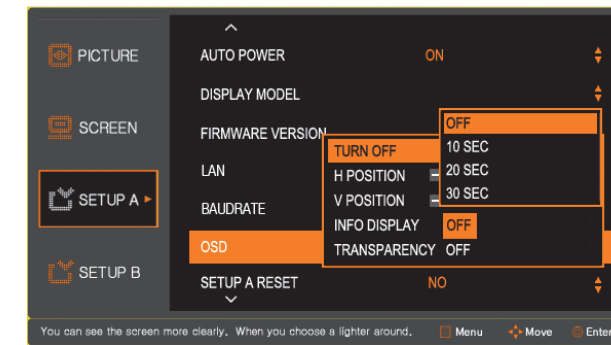 PICTURE
SCREEN
SETUP A
SETUP B
AUTO POWER ON
DISPLAY MODEL
FIRMWARE VERSION
LAN
BAUDRATE
OSD
SETUP A RESET NO
TURN OFF
H POSITION
V POSITION
INFO DISPLAY OFF
TRANSPARENCY OFF
OFF
10 SEC
20 SEC
30 SEC
You can see the screen more clearly. When you choose a lighter around. Menu Move Enter